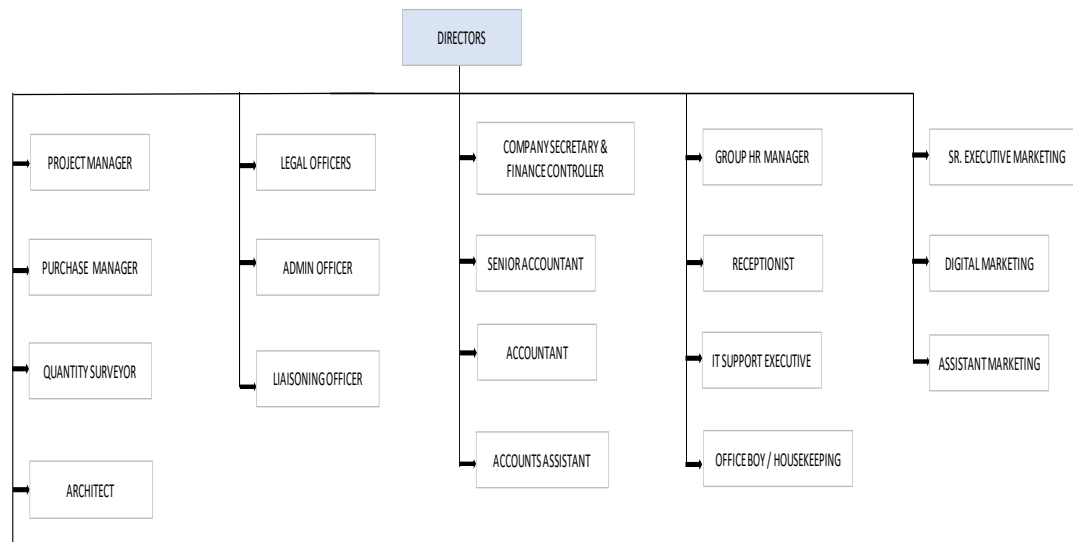 DIRECTORS
PROJECT MANAGER
LEGAL OFFICERS
COMPANY SECRETARY &
FINANCE CONTROLLER
GROUP HR MANAGER
SR. EXECUTIVE MARKETING
PURCHASE MANAGER
ADMIN OFFICER
SENIOR ACCOUNTANT
RECEPTIONIST
DIGITAL MARKETING
QUANTITY SURVEYOR
LIAISONING OFFICER
ACCOUNTANT
IT SUPPORT EXECUTIVE
ASSISTANT MARKETING
ARCHITECT
ACCOUNTS ASSISTANT
OFFICE BOY / HOUSEKEEPING